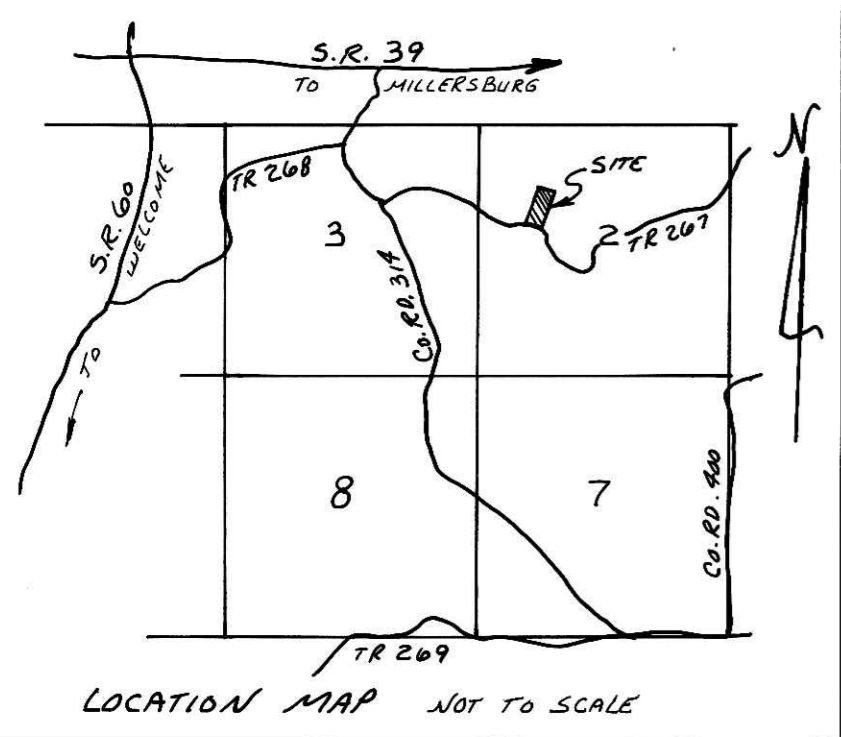 S.R. 39
TO MILLERSBURG
N
SITE
TR 268
S.R. 60
WELCOME
TO
3
2
TR 267
CO. RD. 314
8
7
CO. RD. 400
TR 269
LOCATION MAP NOT TO SCALE